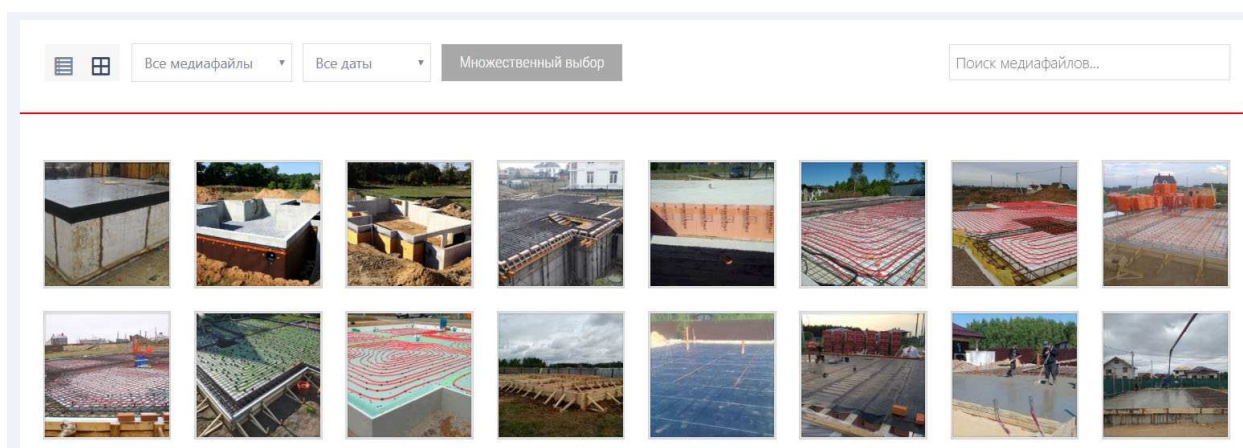 Все медиафайлы
Все даты
Множественный выбор
Поиск медиафайлов...